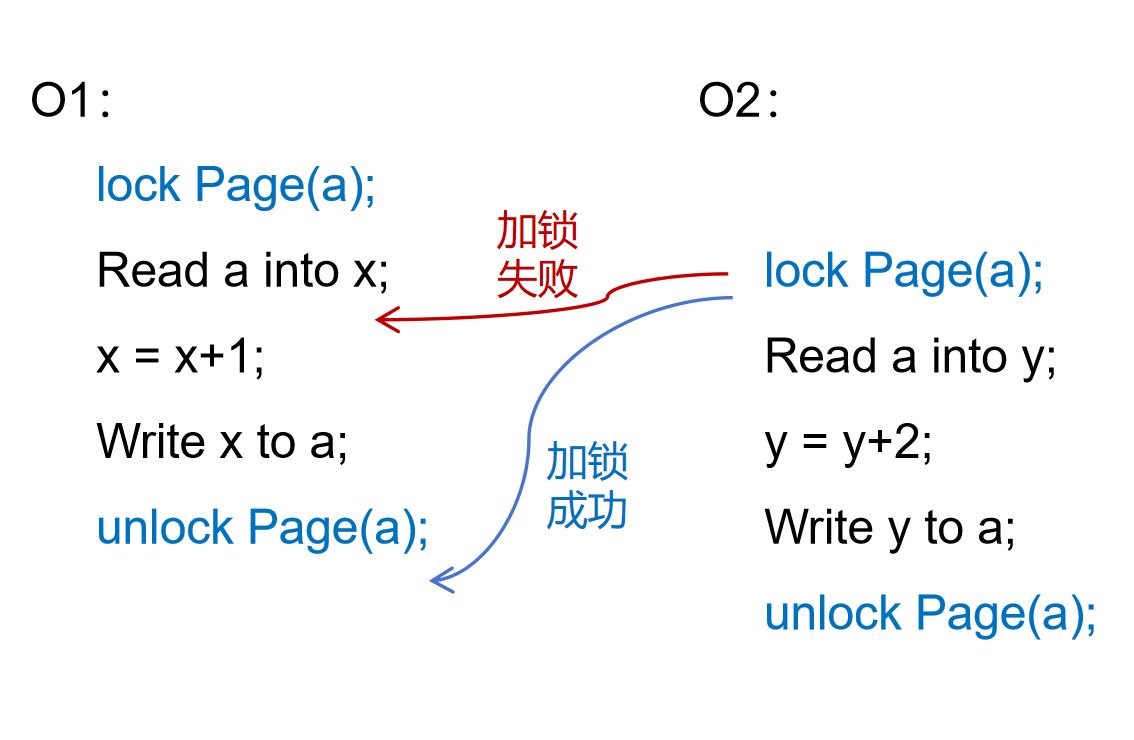 O1：
lock Page(a);
Read a into x;
x = x+1;
Write x to a;
unlock Page(a);
加锁
失败
加锁
成功
O2：
lock Page(a);
Read a into y;
y = y+2;
Write y to a;
unlock Page(a);